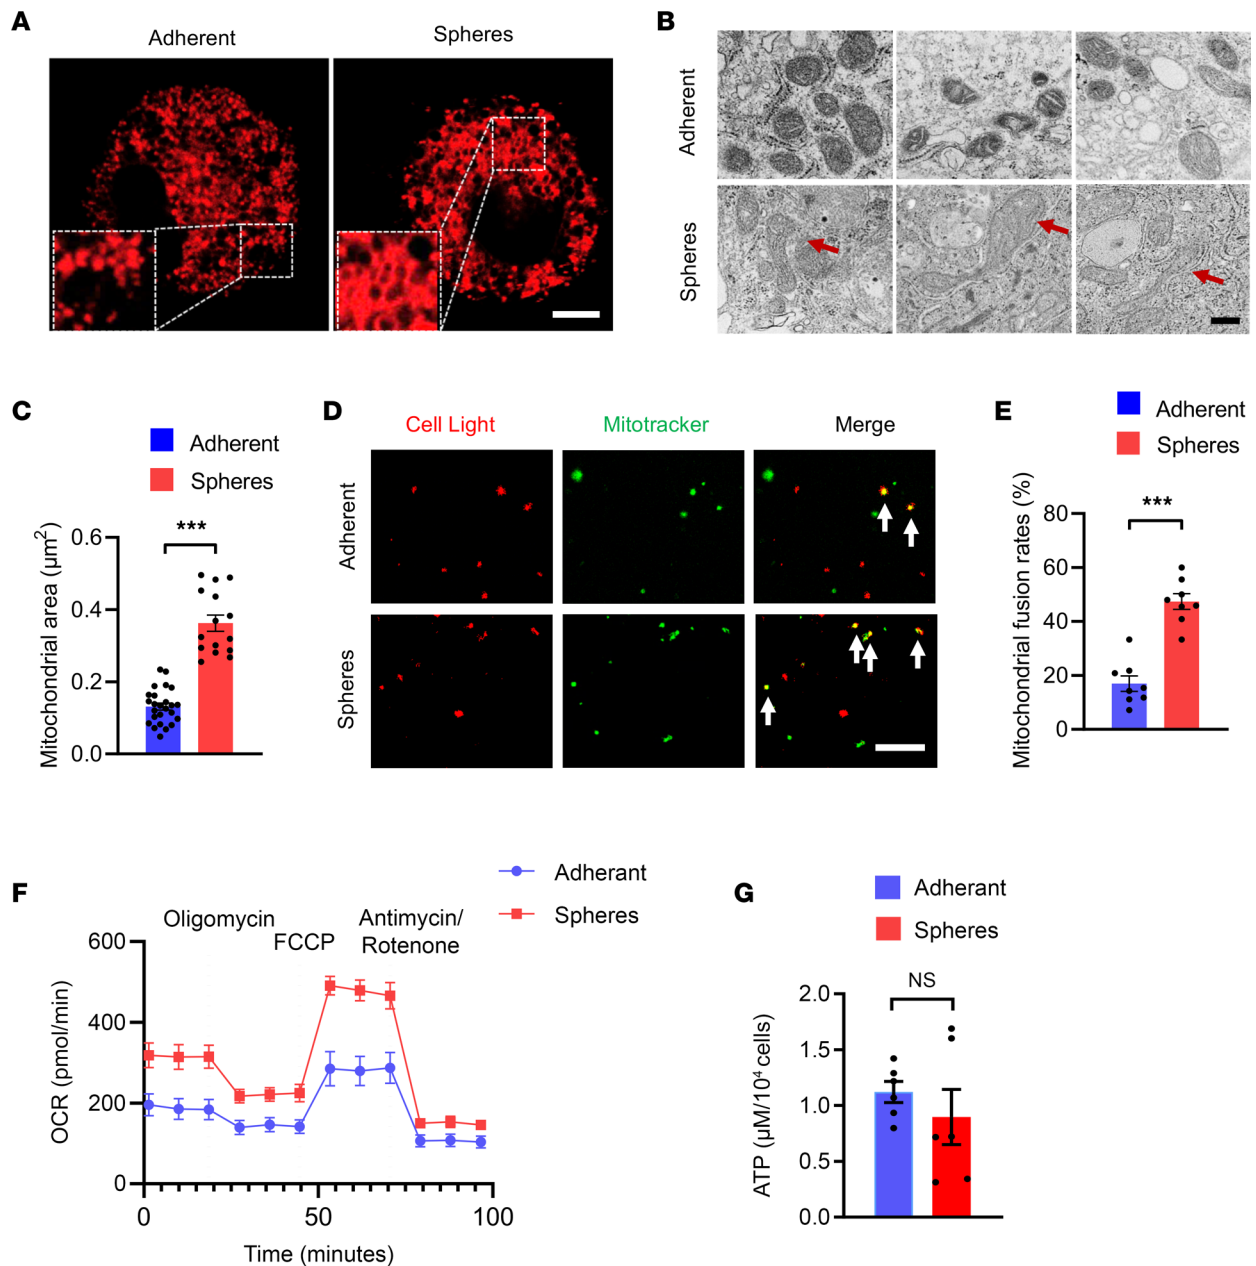 A
Adherent
Spheres
B
Adherent
Spheres
C
Adherent
Spheres
Mitochondrial area (µm²)
0.6
0.4
0.2
0.0
***
D
Cell Light
Mitotracker
Merge
Adherent
Spheres
E
Adherent
Spheres
Mitochondrial fusion rates (%)
80
60
40
20
0
***
F
Adherant
Spheres
Oligomycin
FCCP
Antimycin/
Rotenone
OCR (pmol/min)
600
400
200
0
0
50
100
Time (minutes)
G
Adherant
Spheres
NS
ATP (µM/10⁴ cells)
2.0
1.5
1.0
0.5
0.0